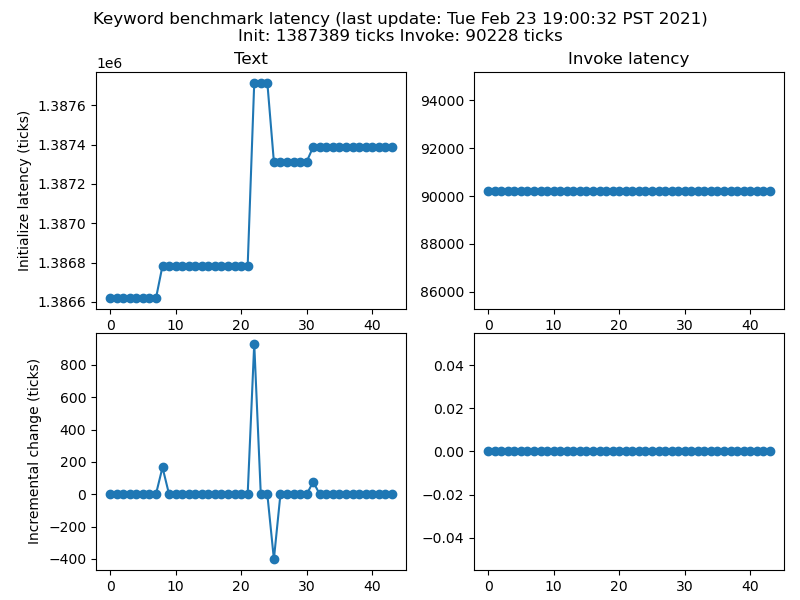 Keyword benchmark latency (last update: Tue Feb 23 19:00:32 PST 2021)
Init: 1387389 ticks Invoke: 90228 ticks
Text
1e6
Initialize latency (ticks)
1.3876
1.3874
1.3872
1.3870
1.3868
1.3866
0 10 20 30 40
Invoke latency
94000
92000
90000
88000
86000
0 10 20 30 40
Incremental change (ticks)
800
600
400
200
0
−200
−400
0 10 20 30 40
0.04
0.02
0.00
−0.02
−0.04
0 10 20 30 40